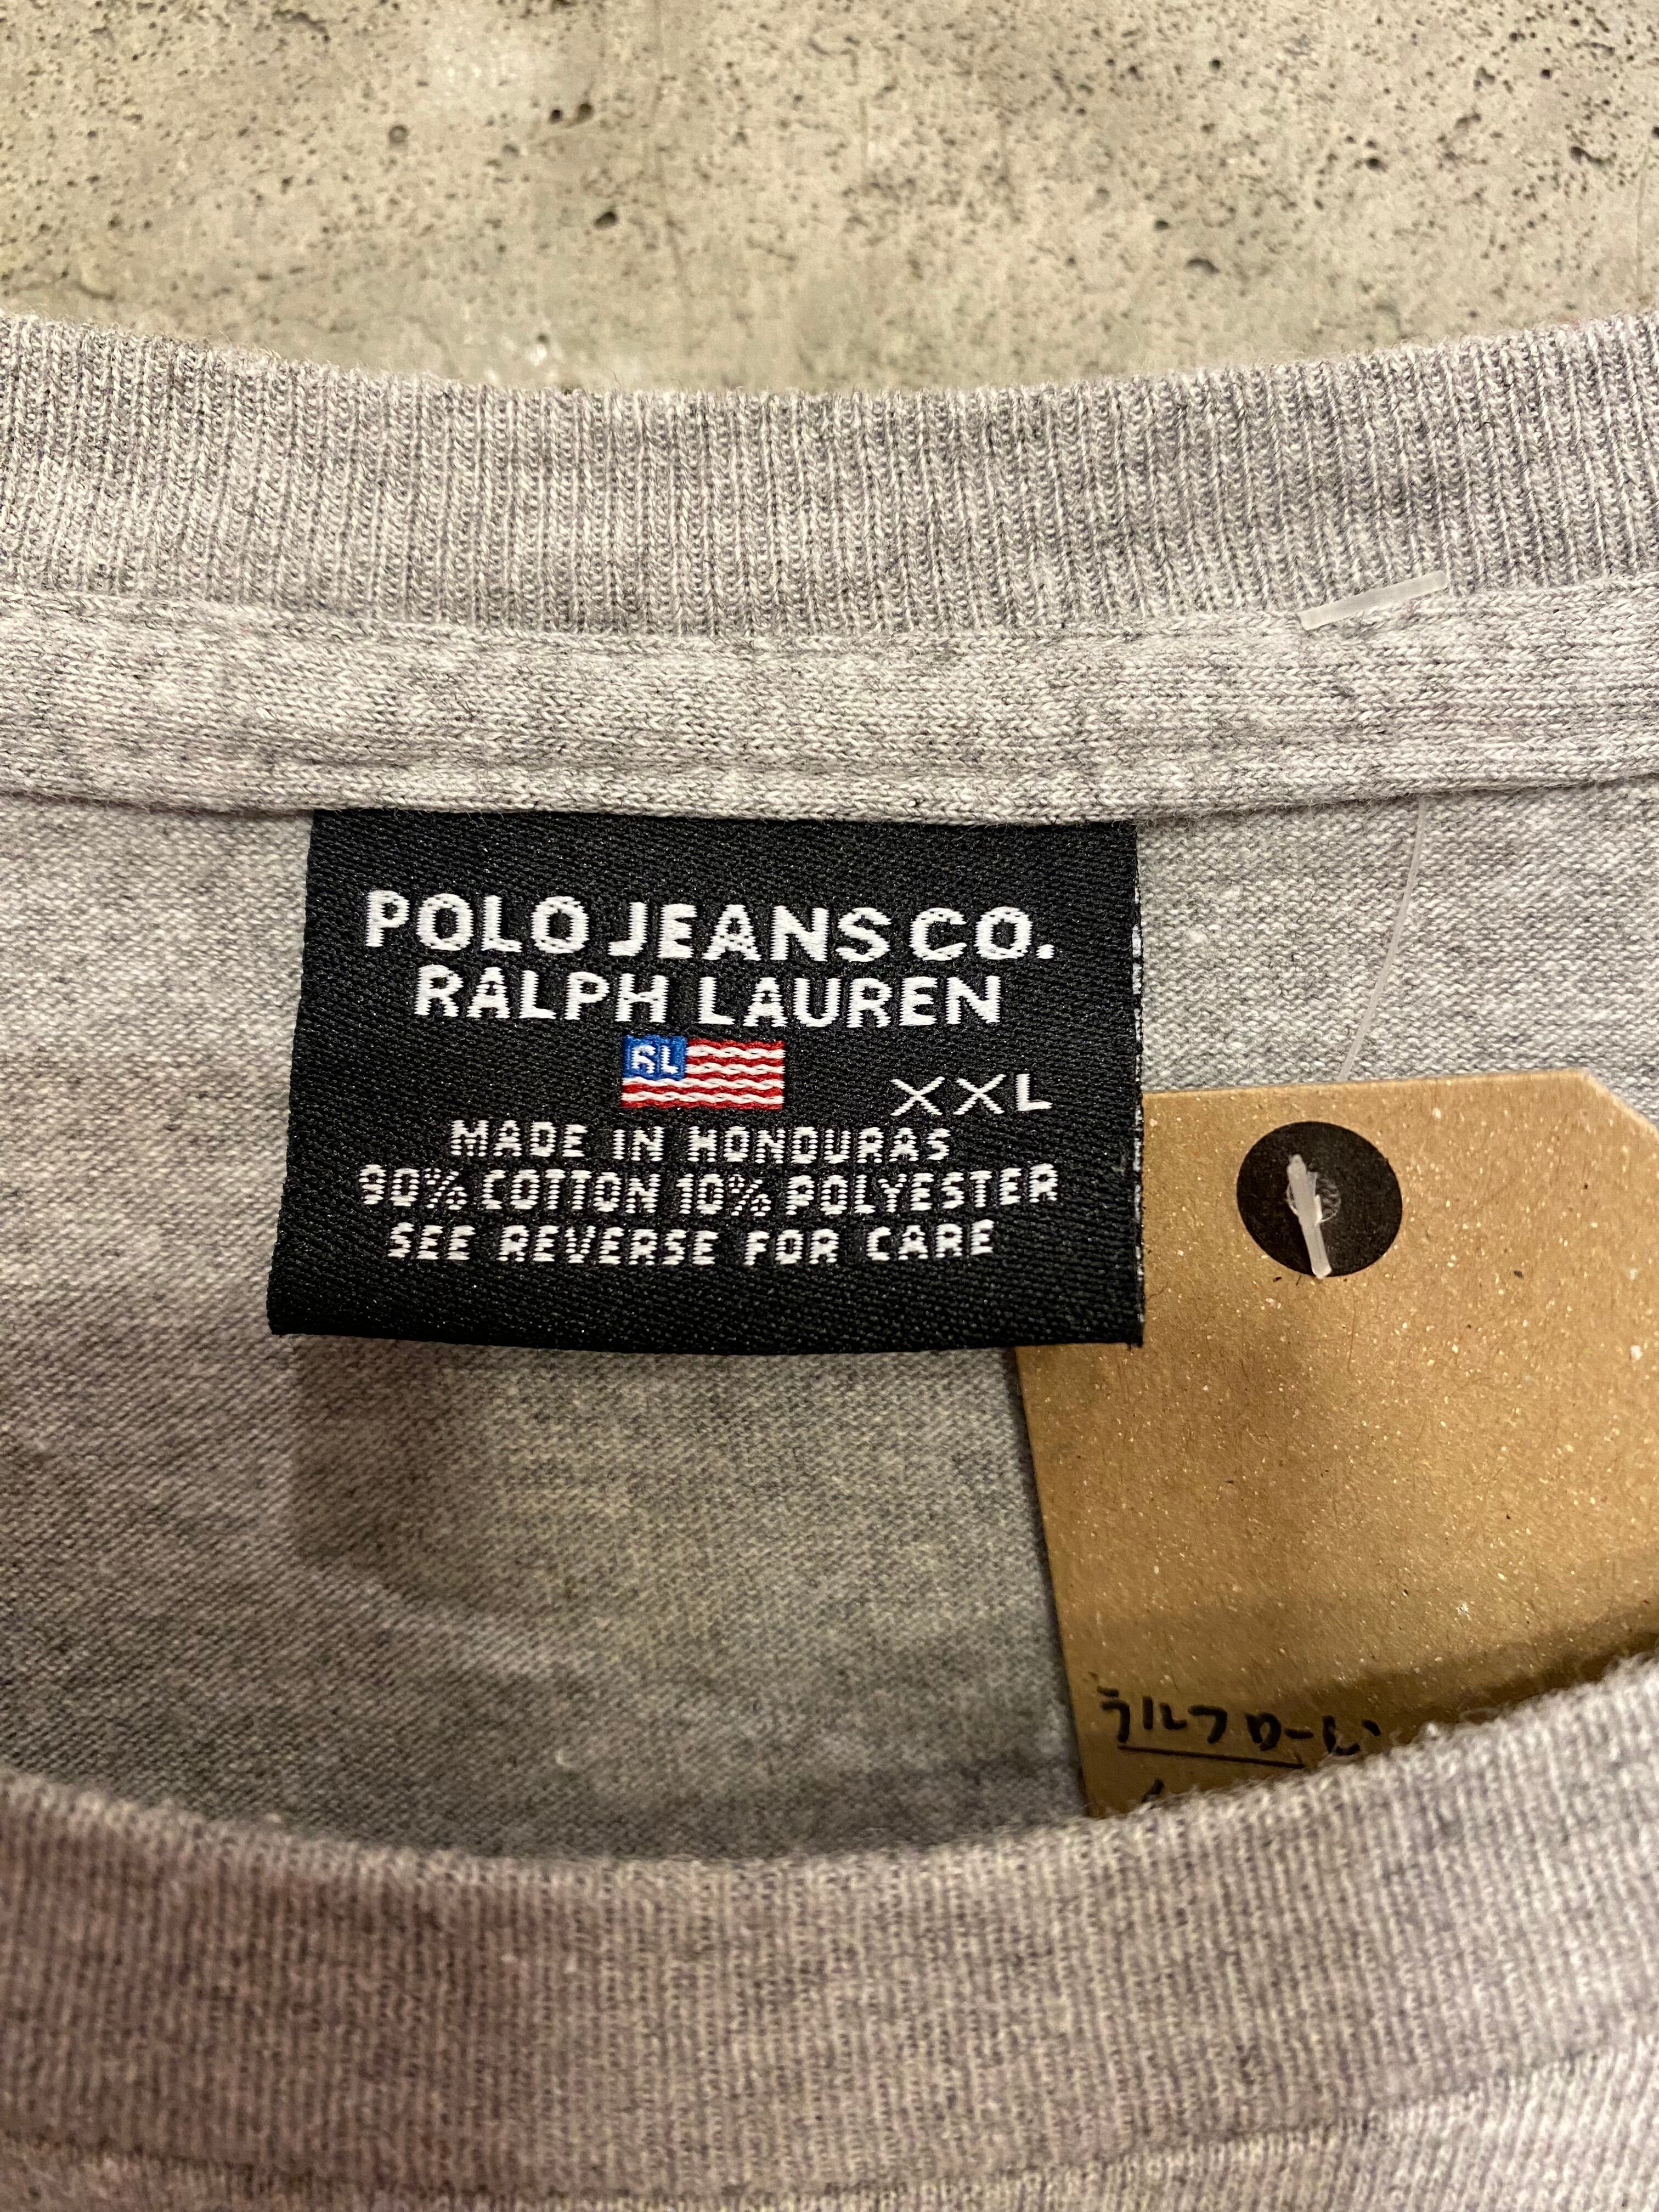 POLO JEANS CO.
RALPH LAUREN
RL
XXL
MADE IN HONDURAS
90% COTTON 10% POLYESTER
SEE REVERSE FOR CARE
ラルフローレン